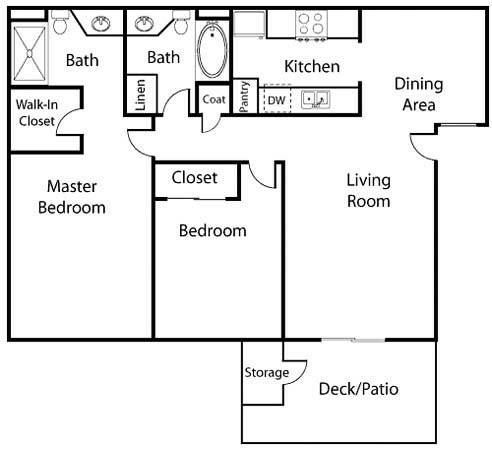 Bath
Bath
Kitchen
Dining
Area
Walk-In
Closet
Linen
Coat
Pantry
DW
Master
Bedroom
Closet
Bedroom
Living
Room
Storage
Deck/Patio